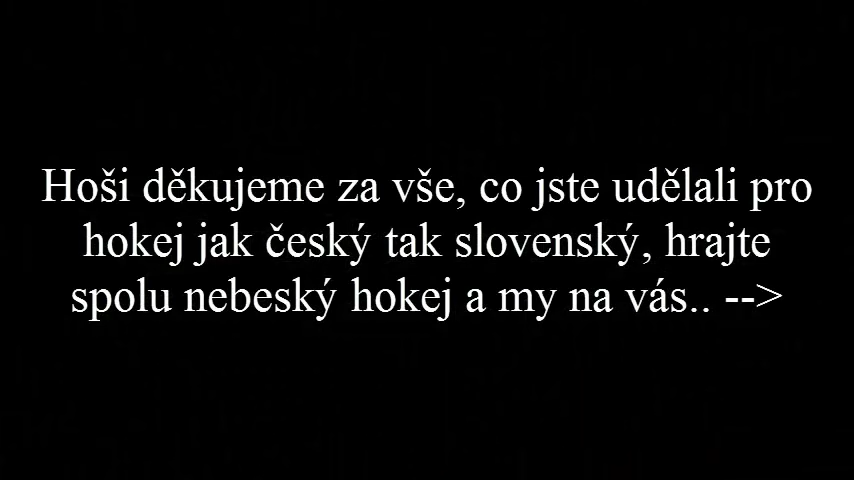 Hoši děkujeme za vše, co jste udělali pro
hokej jak český tak slovenský, hrajte
spolu nebeský hokej a my na vás.. -->